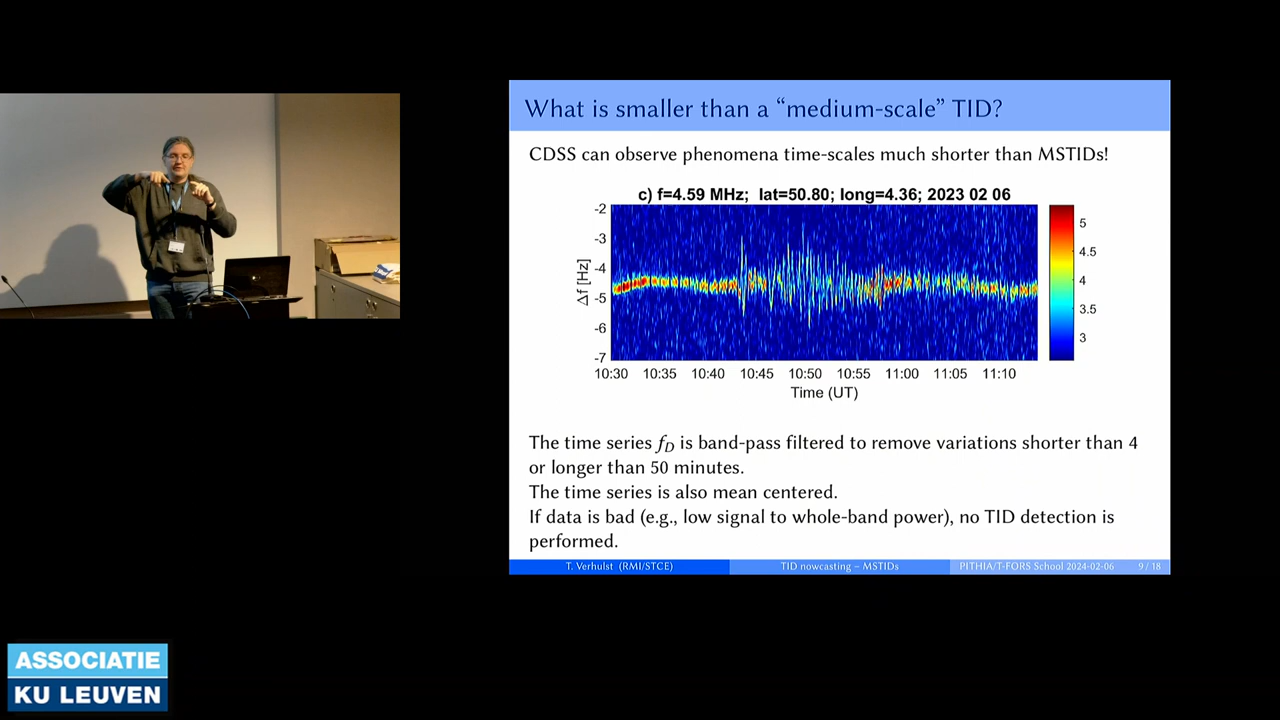 What is smaller than a “medium-scale” TID?
CDSS can observe phenomena time-scales much shorter than MSTIDs!
c) f=4.59 MHz; lat=50.80; long=4.36; 2023 02 06
-2
-3
-4
-5
-6
-7
Δf [Hz]
10:30 10:35 10:40 10:45 10:50 10:55 11:00 11:05 11:10
Time (UT)
5
4.5
4
3.5
3
The time series fD is band-pass filtered to remove variations shorter than 4
or longer than 50 minutes.
The time series is also mean centered.
If data is bad (e.g., low signal to whole-band power), no TID detection is
performed.
T. Verhulst (RMI/STCE) TID nowcasting – MSTIDs PITHIA/T-FORS School 2024-02-06 9 / 18
ASSOCIATIE
KU LEUVEN